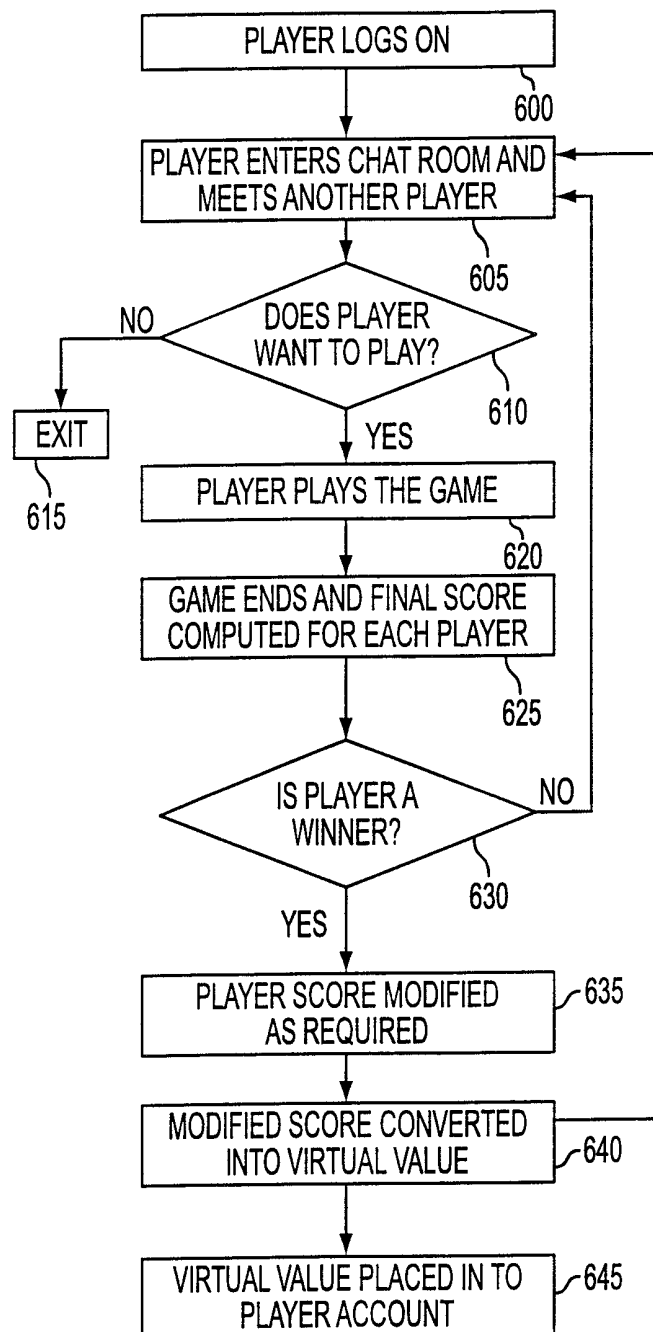 PLAYER LOGS ON
600
PLAYER ENTERS CHAT ROOM AND
MEETS ANOTHER PLAYER
605
DOES PLAYER
WANT TO PLAY?
610
NO
EXIT
615
YES
PLAYER PLAYS THE GAME
620
GAME ENDS AND FINAL SCORE
COMPUTED FOR EACH PLAYER
625
IS PLAYER A
WINNER?
NO
630
YES
PLAYER SCORE MODIFIED
AS REQUIRED
635
MODIFIED SCORE CONVERTED
INTO VIRTUAL VALUE
640
VIRTUAL VALUE PLACED IN TO
PLAYER ACCOUNT
645